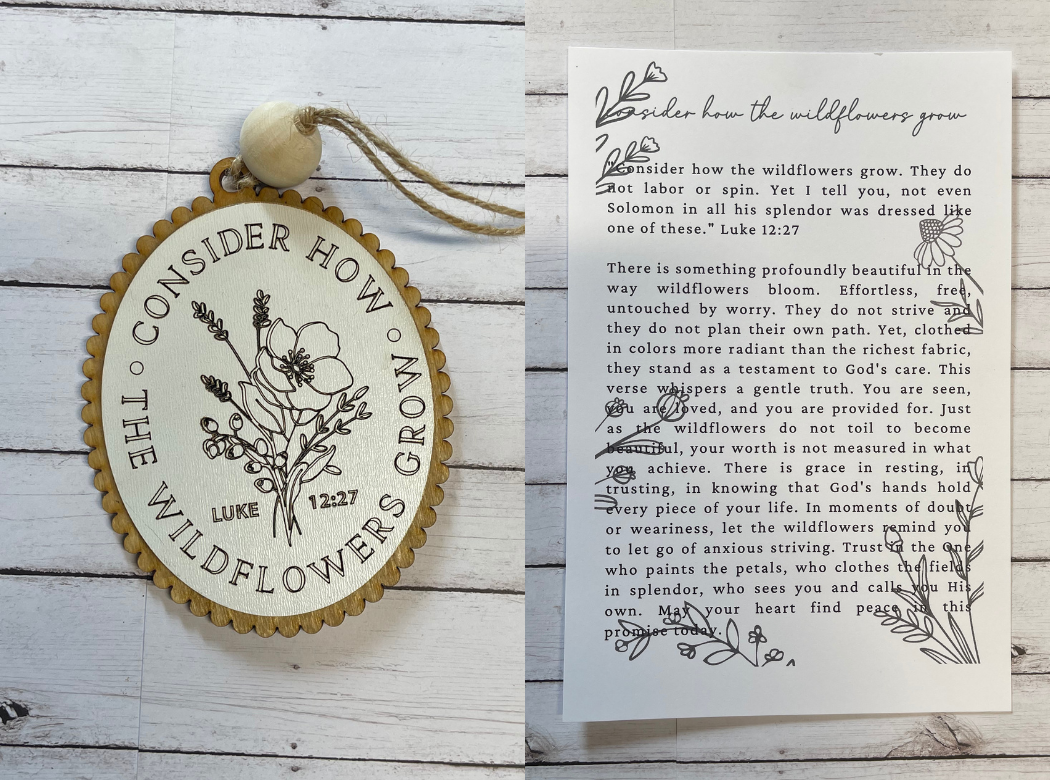 CONSIDER HOW
THE WILDFLOWERS GROW
LUKE 12:27
Consider how the wildflowers grow
"Consider how the wildflowers grow. They do
not labor or spin. Yet I tell you, not even
Solomon in all his splendor was dressed like
one of these." Luke 12:27
There is something profoundly beautiful in the
way wildflowers bloom. Effortless, free,
untouched by worry. They do not strive and
they do not plan their own path. Yet, clothed
in colors more radiant than the richest fabric,
they stand as a testament to God's care. This
verse whispers a gentle truth. You are seen,
you are loved, and you are provided for. Just
as the wildflowers do not toil to become
beautiful, your worth is not measured in what
you achieve. There is grace in resting, in
trusting, in knowing that God's hands hold
every piece of your life. In moments of doubt
or weariness, let the wildflowers remind you
to let go of anxious striving. Trust in the One
who paints the petals, who clothes the fields
in splendor, who sees you and calls you His
own. May your heart find peace in this
promise today.